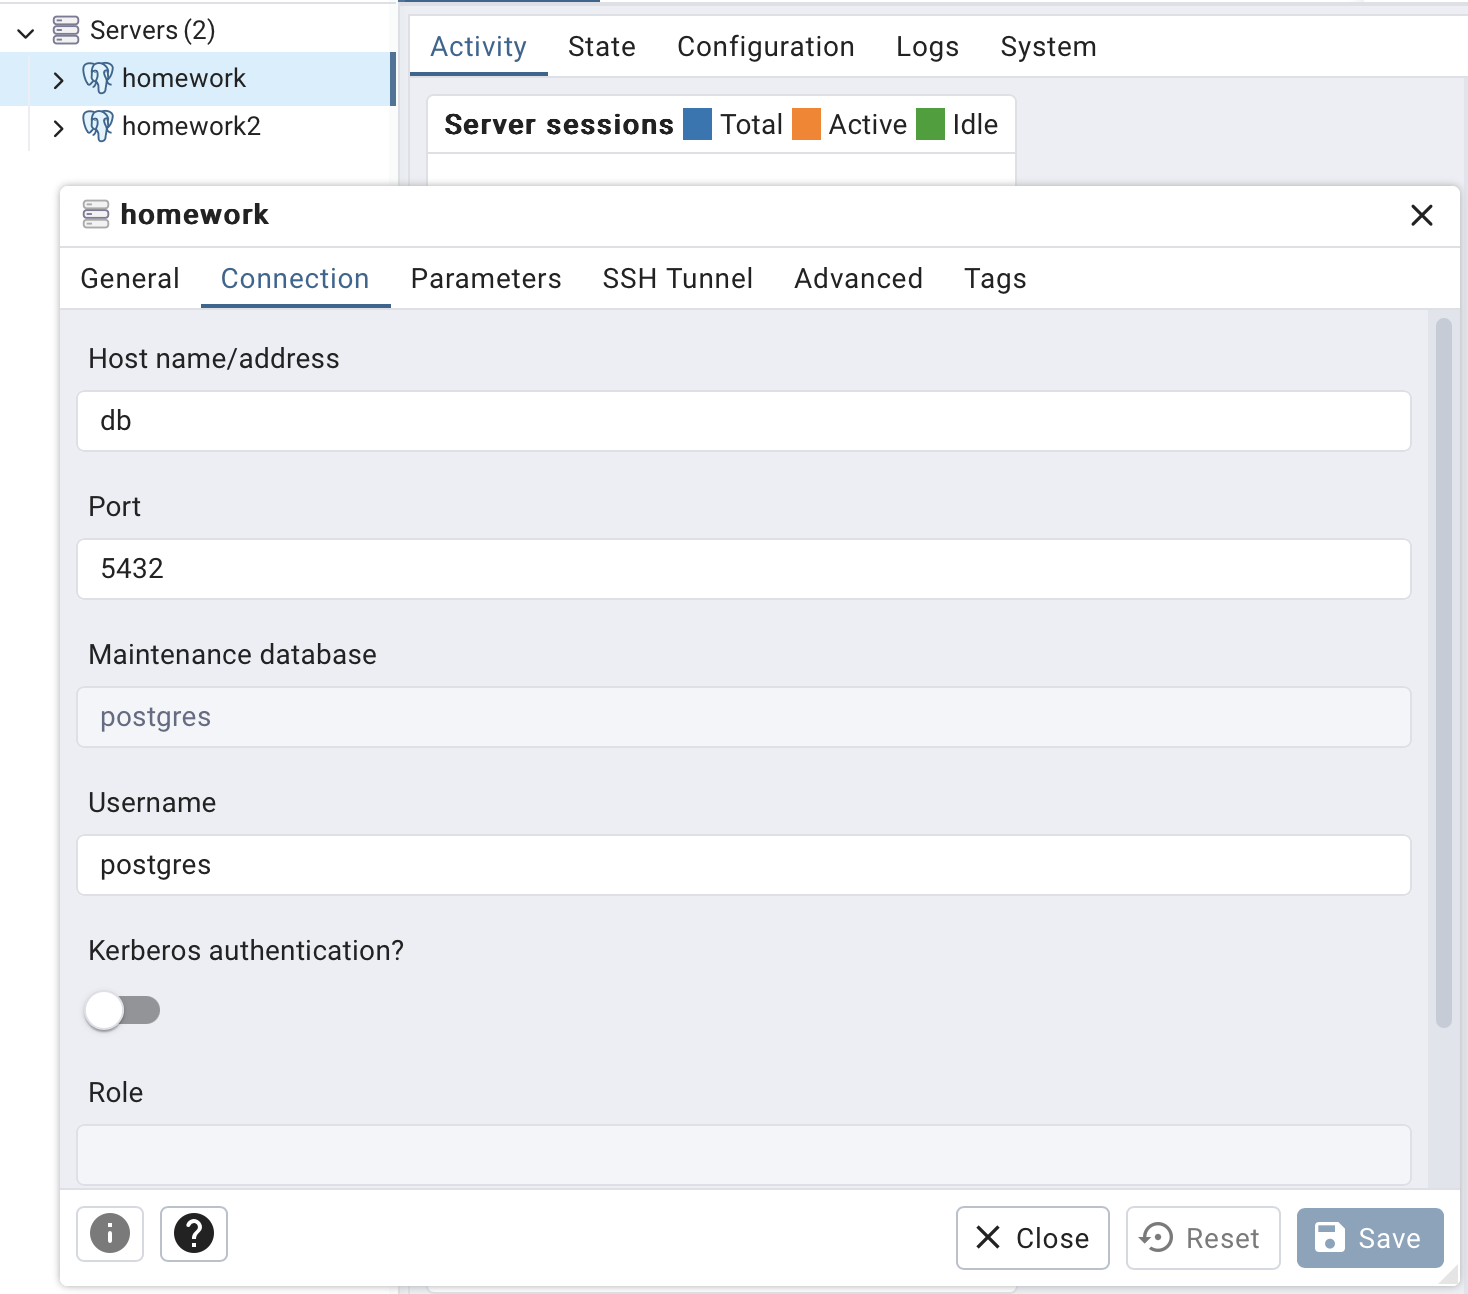 Servers (2)
homework
homework2
Activity State Configuration Logs System
Server sessions Total Active Idle
homework
General Connection Parameters SSH Tunnel Advanced Tags
Host name/address
db
Port
5432
Maintenance database
postgres
Username
postgres
Kerberos authentication?
Role
Close Reset Save